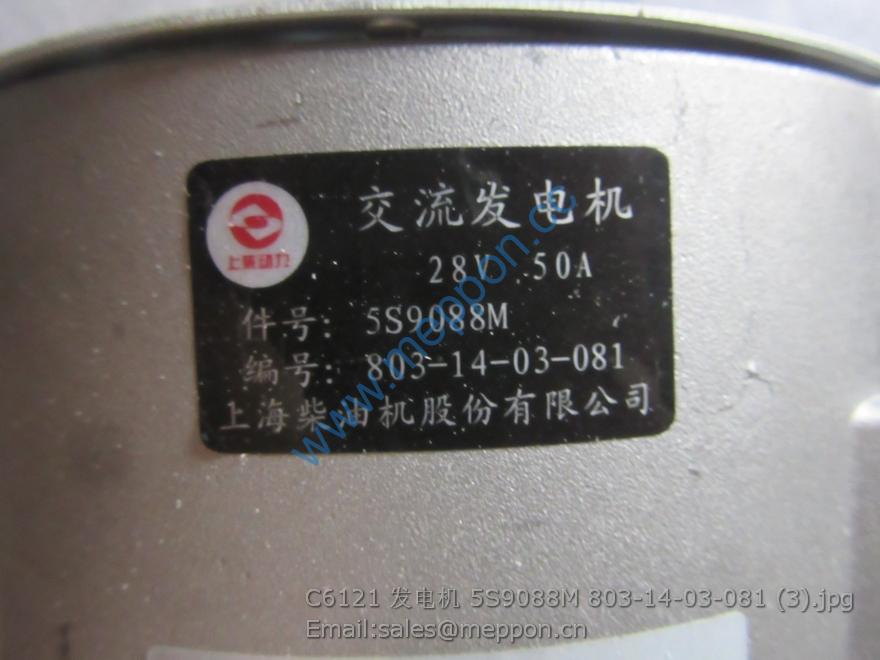 交流发电机
上柴动力
28V 50A
件号: 5S9088M
编号: 803-14-03-081
上海柴油机股份有限公司
www.meppon.cc
C6121 发电机 5S9088M 803-14-03-081 (3).jpg
Email:sales@meppon.cn